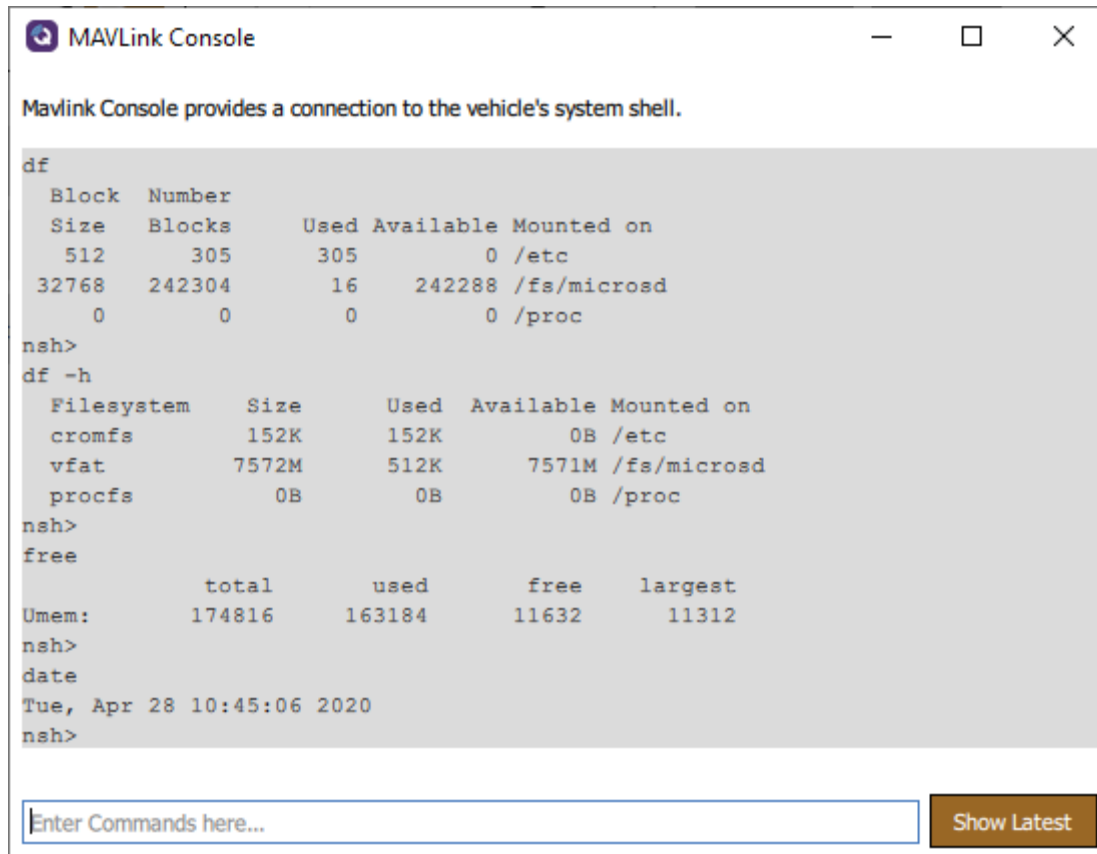 MAVLink Console
Mavlink Console provides a connection to the vehicle's system shell.
df
  Block  Number
  Size   Blocks     Used Available Mounted on
   512      305      305         0 /etc
 32768   242304       16    242288 /fs/microsd
     0        0        0         0 /proc
nsh>
df -h
  Filesystem    Size      Used  Available Mounted on
  cromfs        152K      152K         0B /etc
  vfat         7572M      512K      7571M /fs/microsd
  procfs          0B        0B         0B /proc
nsh>
free
             total       used       free    largest
Umem:       174816     163184      11632      11312
nsh>
date
Tue, Apr 28 10:45:06 2020
nsh>
Enter Commands here...
Show Latest